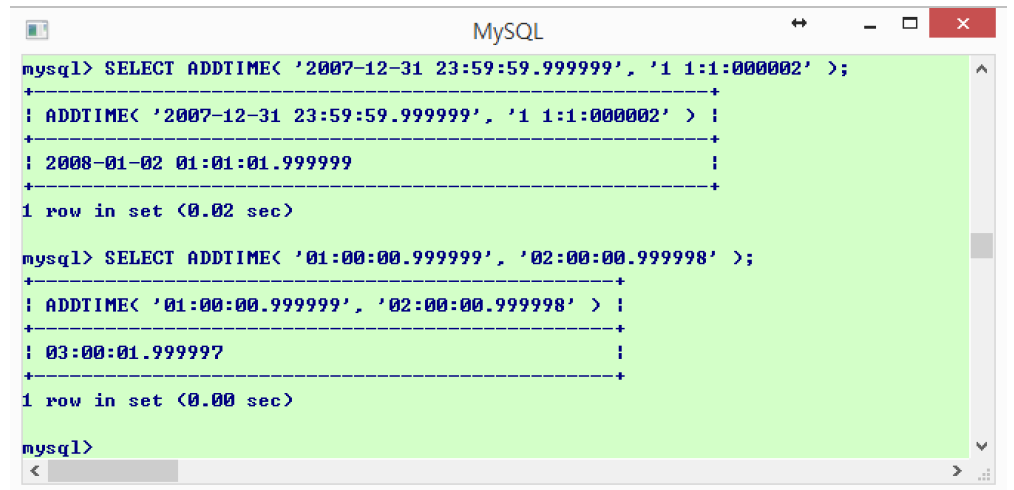 MySQL
mysql> SELECT ADDTIME( '2007-12-31 23:59:59.999999', '1 1:1:000002' );
+----------------------------------------------------------+
| ADDTIME( '2007-12-31 23:59:59.999999', '1 1:1:000002' ) |
+----------------------------------------------------------+
| 2008-01-02 01:01:01.999999                               |
+----------------------------------------------------------+
1 row in set (0.02 sec)
mysql> SELECT ADDTIME( '01:00:00.999999', '02:00:00.999998' );
+--------------------------------------------------+
| ADDTIME( '01:00:00.999999', '02:00:00.999998' ) |
+--------------------------------------------------+
| 03:00:01.999997                                  |
+--------------------------------------------------+
1 row in set (0.00 sec)
mysql>